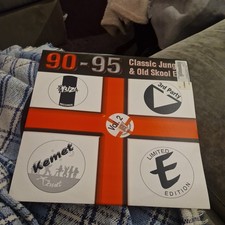 90-95
Classic Jung
& Old Skool E
3rd Party
Vol. 2
Kemet
LIMITED
E
EDITION